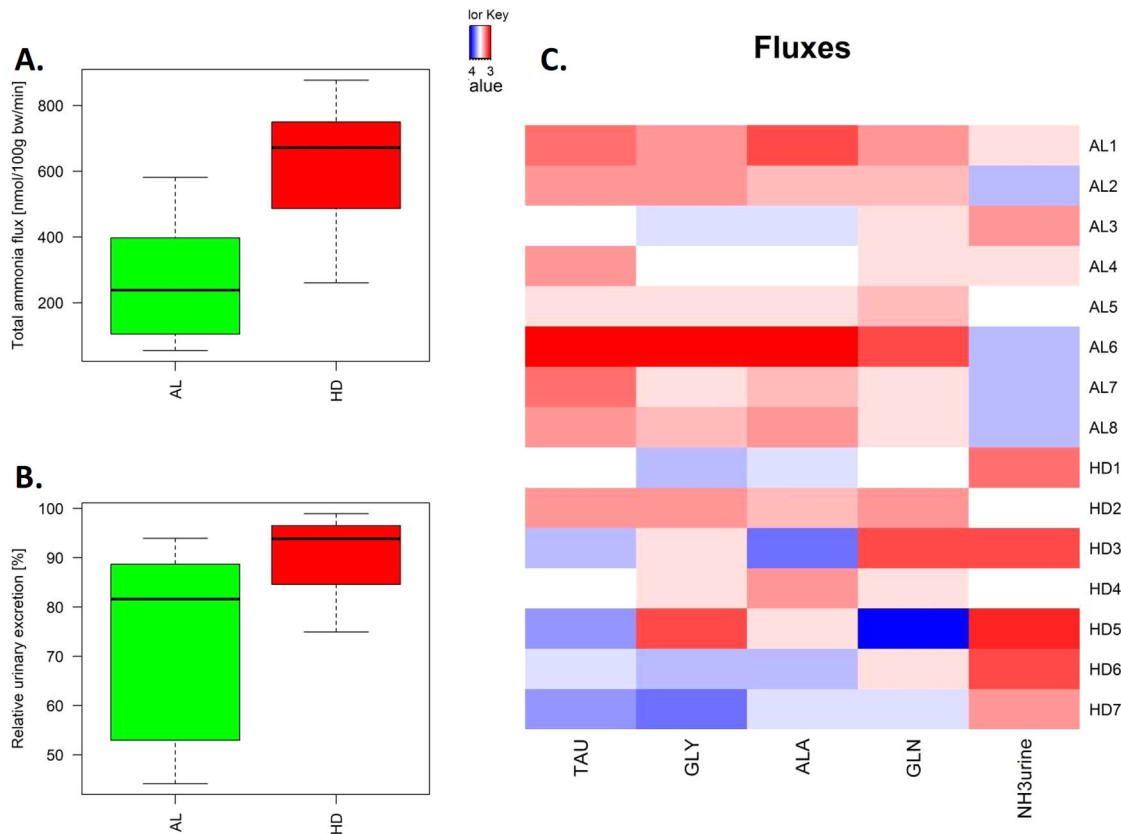 A.
Total ammonia flux [nmol/100g bw/min]
800
600
400
200
AL
HD
B.
Relative urinary excretion [%]
100
90
80
70
60
50
AL
HD
lor Key
4 3
alue
C.
Fluxes
AL1
AL2
AL3
AL4
AL5
AL6
AL7
AL8
HD1
HD2
HD3
HD4
HD5
HD6
HD7
TAU
GLY
ALA
GLN
NH3urine